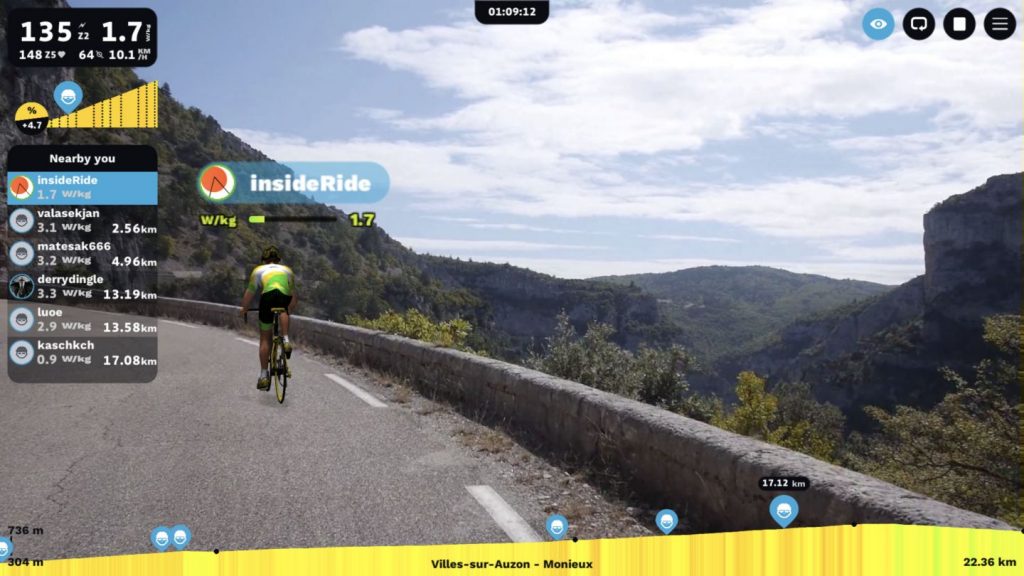 01:09:12
135 Z2 1.7 W/KG
148 Z5 64 10.1 KM/H
%
+4.7
Nearby you
insideRide
1.7 W/kg
valasekjan
3.1 W/kg 2.56km
matesak666
3.2 W/kg 4.96km
derrydingle
3.3 W/kg 13.19km
luoe
2.9 W/kg 13.58km
kaschkch
0.9 W/kg 17.08km
insideRide
W/kg 1.7
17.12 km
736 m
304 m
Villes-sur-Auzon - Monieux
22.36 km